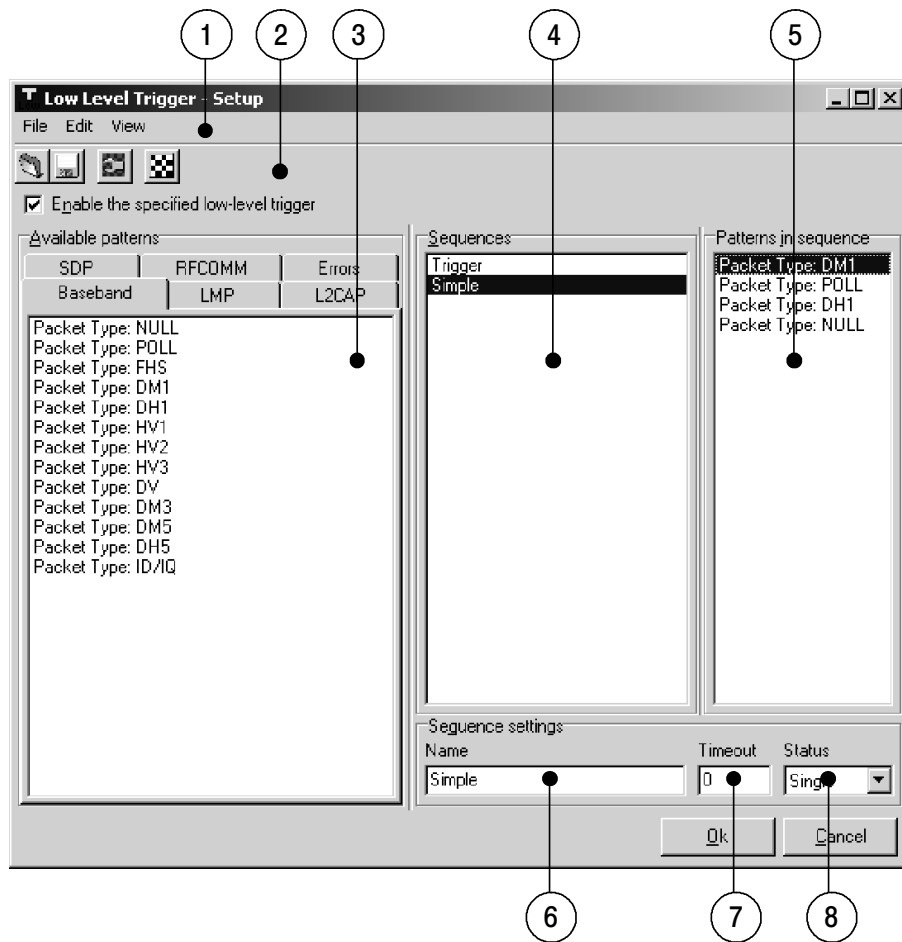 1 2 3 4 5
Low Level Trigger - Setup
File Edit View
Enable the specified low-level trigger
Available patterns
SDP RFCOMM Errors
Baseband LMP L2CAP
Packet Type: NULL
Packet Type: POLL
Packet Type: FHS
Packet Type: DM1
Packet Type: DH1
Packet Type: HV1
Packet Type: HV2
Packet Type: HV3
Packet Type: DV
Packet Type: DM3
Packet Type: DM5
Packet Type: DH5
Packet Type: ID/IQ
Sequences
Trigger
Simple
Patterns in sequence
Packet Type: DM1
Packet Type: POLL
Packet Type: DH1
Packet Type: NULL
Sequence settings
Name Timeout Status
Simple 0
Ok Cancel
6 7 8